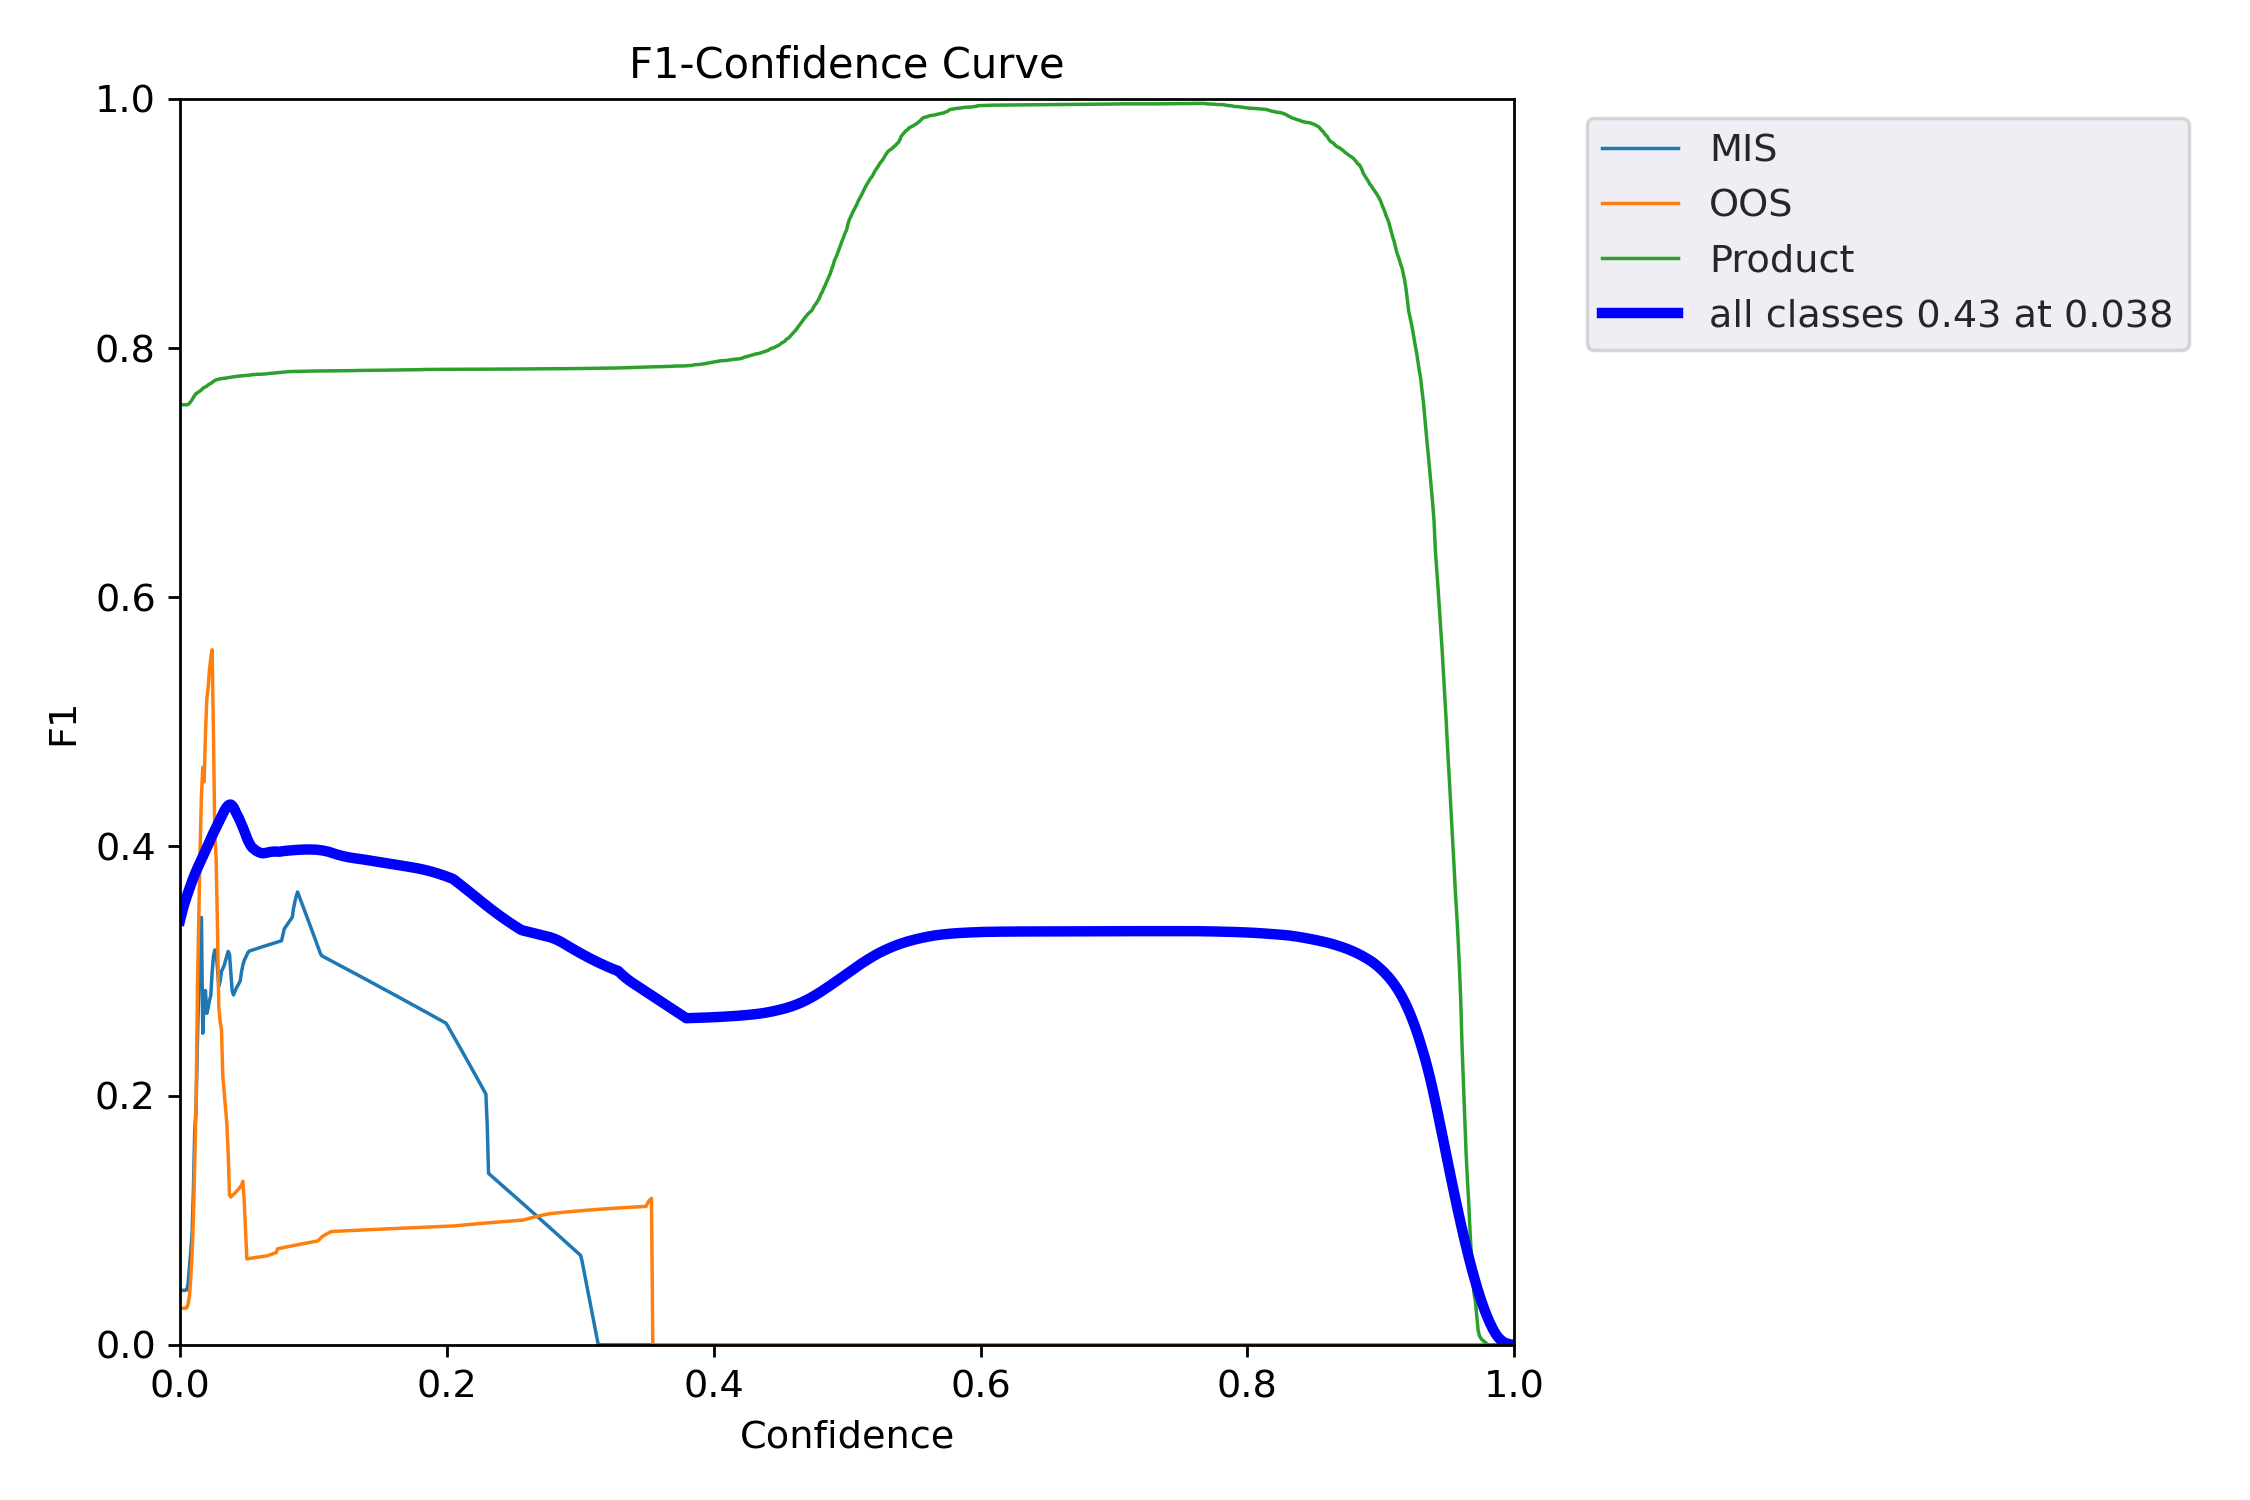 F1-Confidence Curve
1.0
0.8
0.6
0.4
0.2
0.0
F1
0.0 0.2 0.4 0.6 0.8 1.0
Confidence
MIS
OOS
Product
all classes 0.43 at 0.038